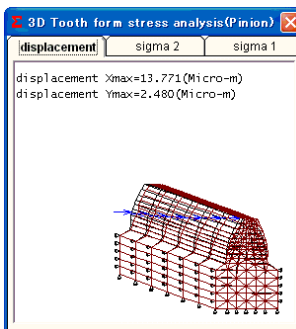 3D Tooth form stress analysis(Pinion)
displacement
sigma 2
sigma 1
displacement Xmax=13.771(Micro-m)
displacement Ymax=2.480(Micro-m)